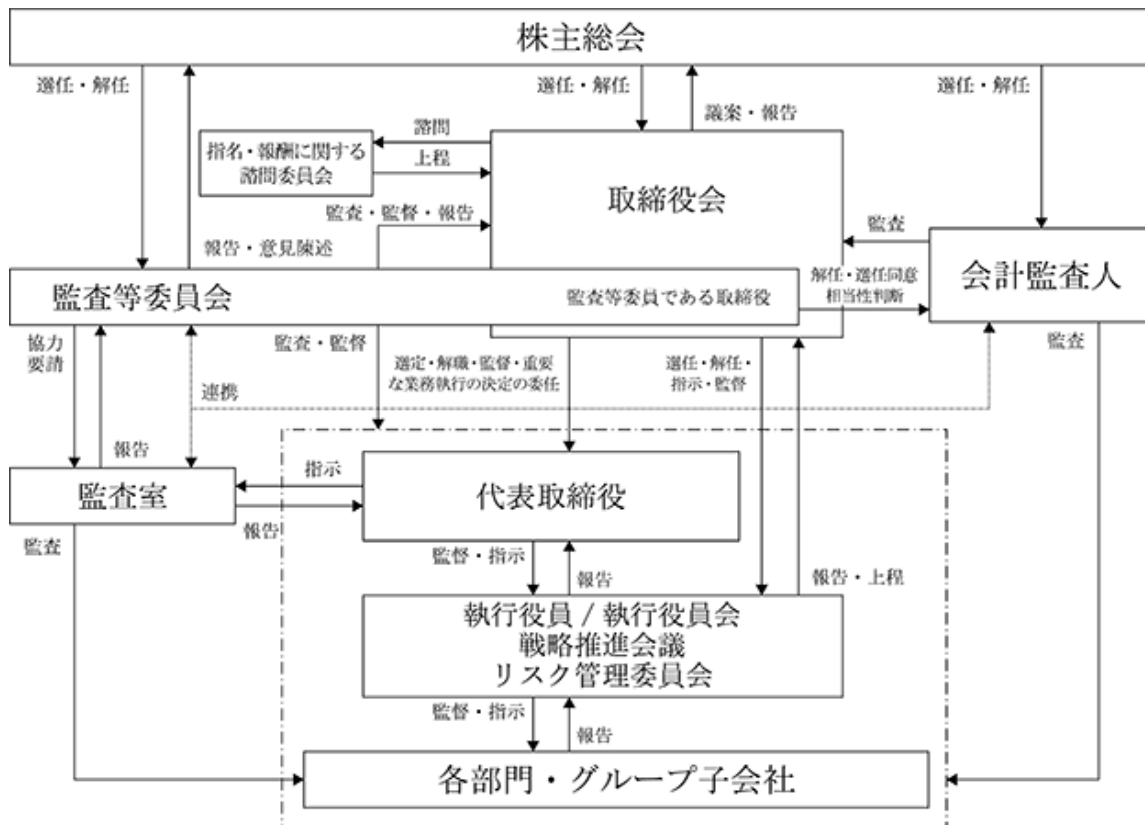 株主総会
選任・解任
選任・解任
選任・解任
議案・報告
諮問
指名・報酬に関する
諮問委員会
上程
取締役会
監査・監督・報告
監査
報告・意見陳述
会計監査人
監査等委員会
監査等委員である取締役
解任・選任同意
相当性判断
協力
要請
監査・監督
選定・解職・監督・重要
な業務執行の決定の委任
選任・解任・
指示・監督
監査
連携
報告
指示
監査室
代表取締役
報告
監査
監督・指示
報告
報告・上程
執行役員 / 執行役員会
戦略推進会議
リスク管理委員会
監督・指示
報告
各部門・グループ子会社